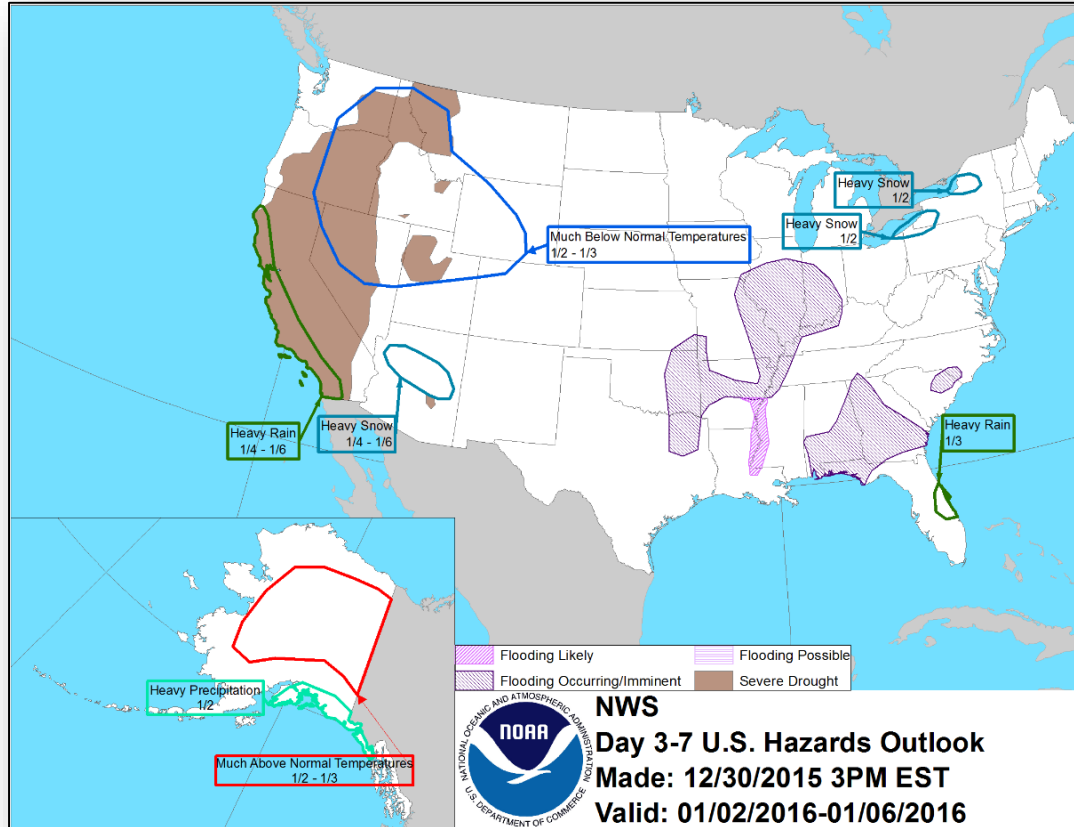 Heavy Snow
1/2
Heavy Snow
1/2
Much Below Normal Temperatures
1/2 - 1/3
Heavy Rain
1/4 - 1/6
Heavy Snow
1/4 - 1/6
Heavy Rain
1/3
Heavy Precipitation
1/2
Much Above Normal Temperatures
1/2 - 1/3
Flooding Likely
Flooding Possible
Flooding Occurring/Imminent
Severe Drought
NATIONAL OCEANIC AND ATMOSPHERIC ADMINISTRATION
NOAA
U.S. DEPARTMENT OF COMMERCE
NWS
Day 3-7 U.S. Hazards Outlook
Made: 12/30/2015 3PM EST
Valid: 01/02/2016-01/06/2016